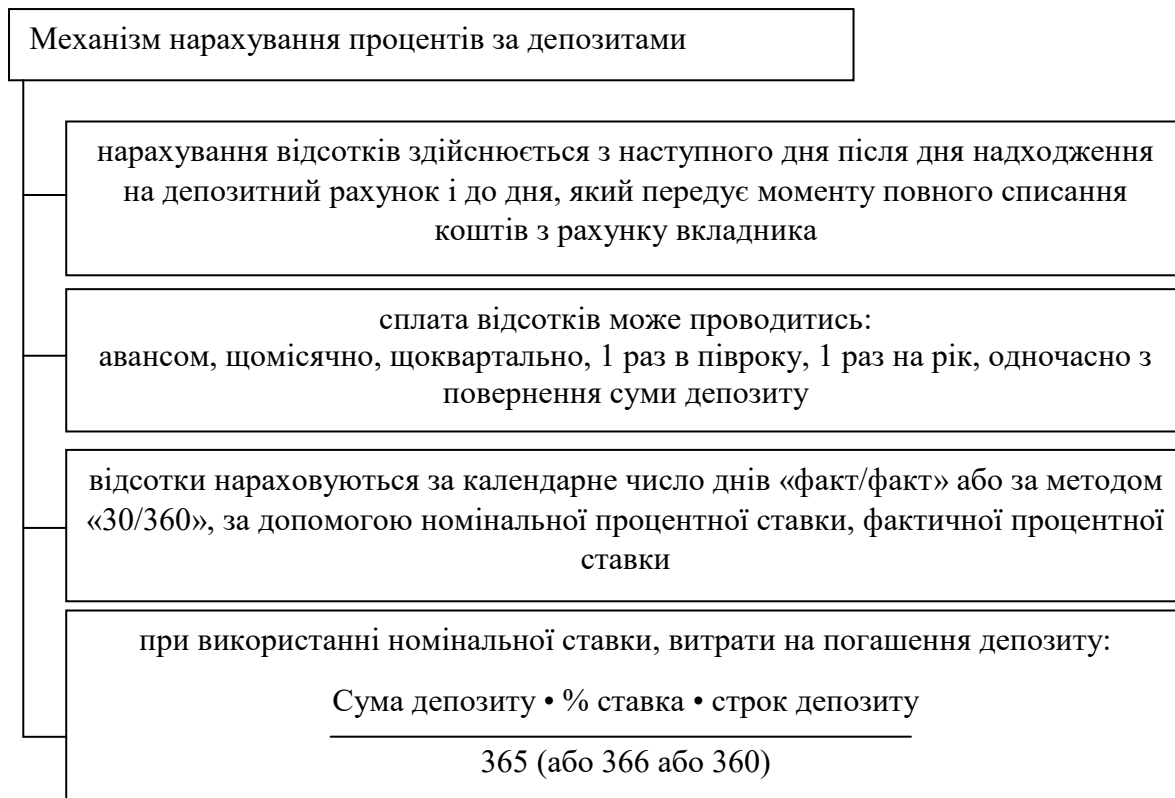 Механізм нарахування процентів за депозитами
нарахування відсотків здійснюється з наступного дня після дня надходження
на депозитний рахунок і до дня, який передує моменту повного списання
коштів з рахунку вкладника
сплата відсотків може проводитись:
авансом, щомісячно, щоквартально, 1 раз в півроку, 1 раз на рік, одночасно з
повернення суми депозиту
відсотки нараховуються за календарне число днів «факт/факт» або за методом
«30/360», за допомогою номінальної процентної ставки, фактичної процентної
ставки
при використанні номінальної ставки, витрати на погашення депозиту:
Сума депозиту • % ставка • строк депозиту
365 (або 366 або 360)